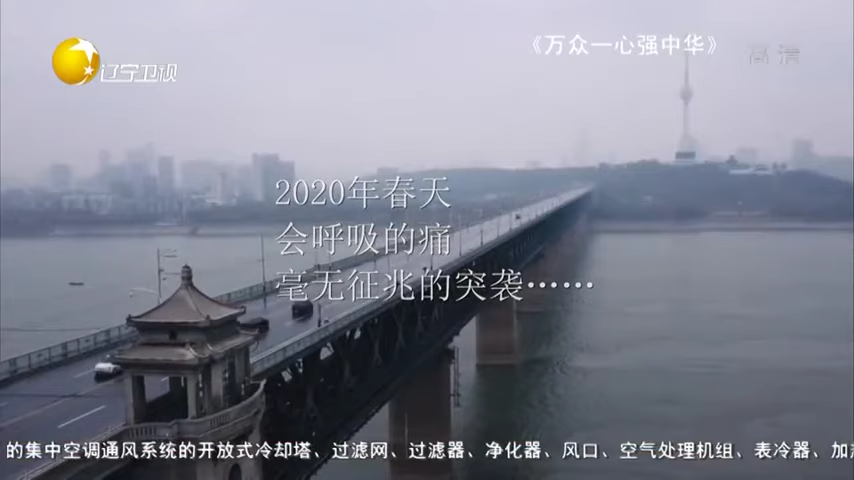 《万众一心强中华》
高清
辽宁卫视
2020年春天
会呼吸的痛
毫无征兆的突袭……
的集中空调通风系统的开放式冷却塔、过滤网、过滤器、净化器、风口、空气处理机组、表冷器、加